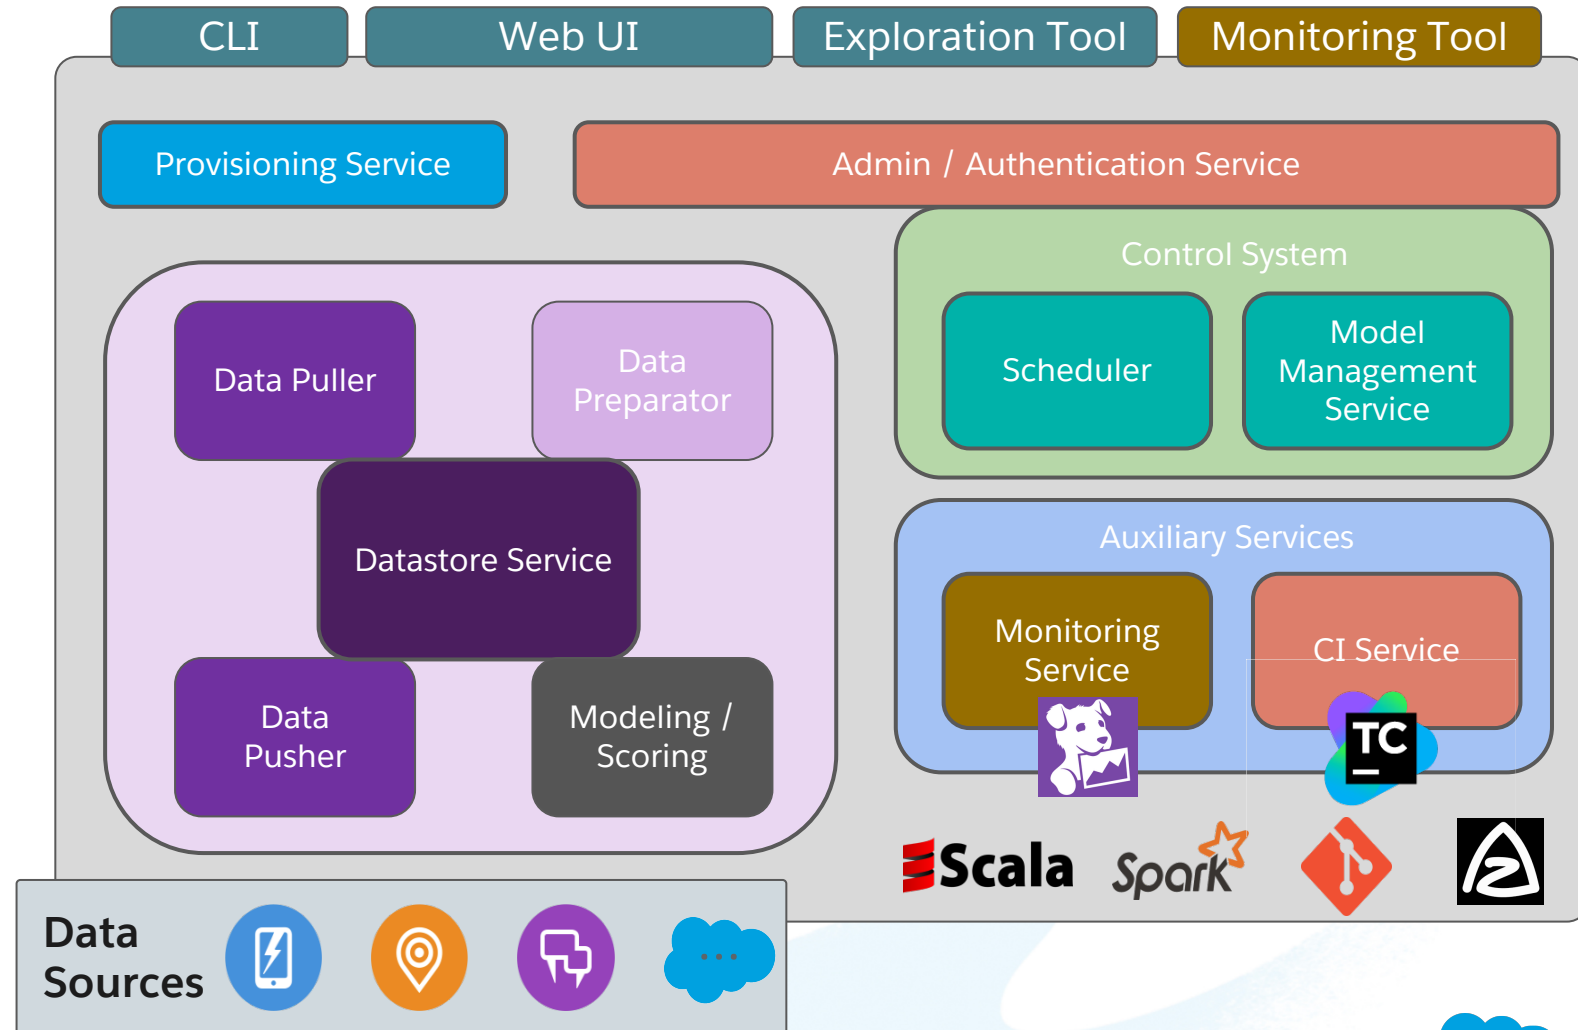 CLI
Web UI
Exploration Tool
Monitoring Tool
Provisioning Service
Admin / Authentication Service
Control System
Data Puller
Data
Preparator
Scheduler
Model
Management
Service
Datastore Service
Auxiliary Services
Monitoring
Service
CI Service
Data
Pusher
Modeling /
Scoring
TC
Scala
Spark
Data
Sources